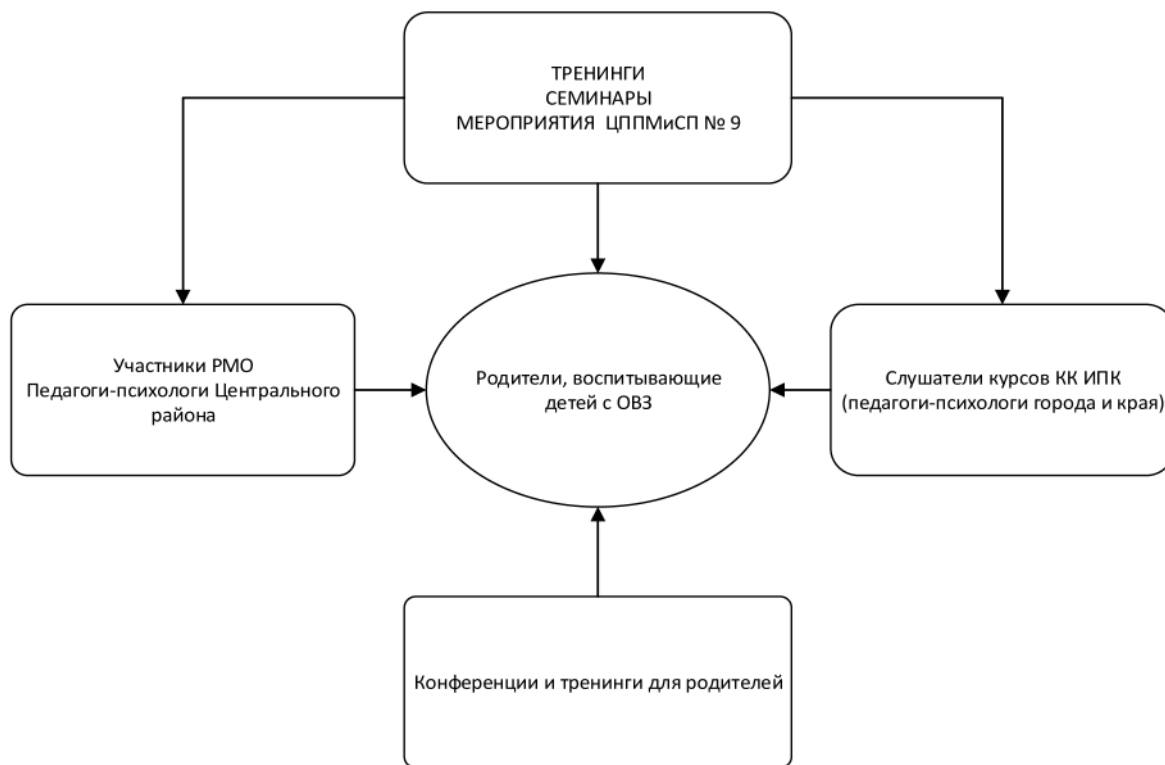 ТРЕНИНГИ
СЕМИНАРЫ
МЕРОПРИЯТИЯ ЦППМиСП № 9
Участники РМО
Педагоги-психологи Центрального
района
Родители, воспитывающие
детей с ОВЗ
Слушатели курсов КК ИПК
(педагоги-психологи города и края)
Конференции и тренинги для родителей